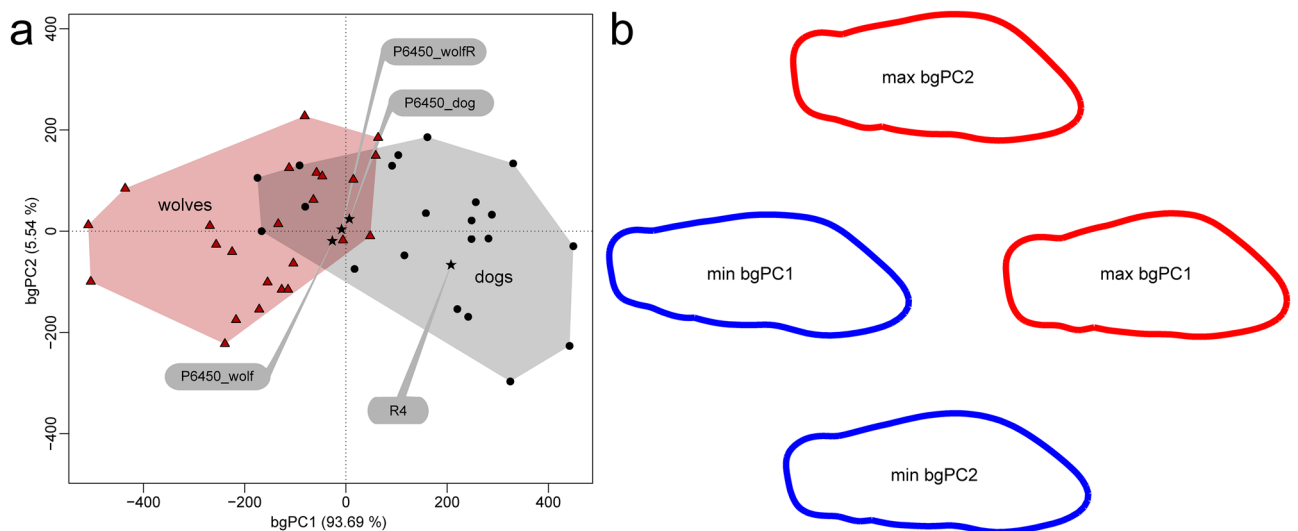 a
b
400
200
0
−200
−400
bgPC2 (5.54 %)
P6450_wolfR
P6450_dog
wolves
dogs
P6450_wolf
R4
−400
−200
0
200
400
bgPC1 (93.69 %)
max bgPC2
min bgPC1
max bgPC1
min bgPC2